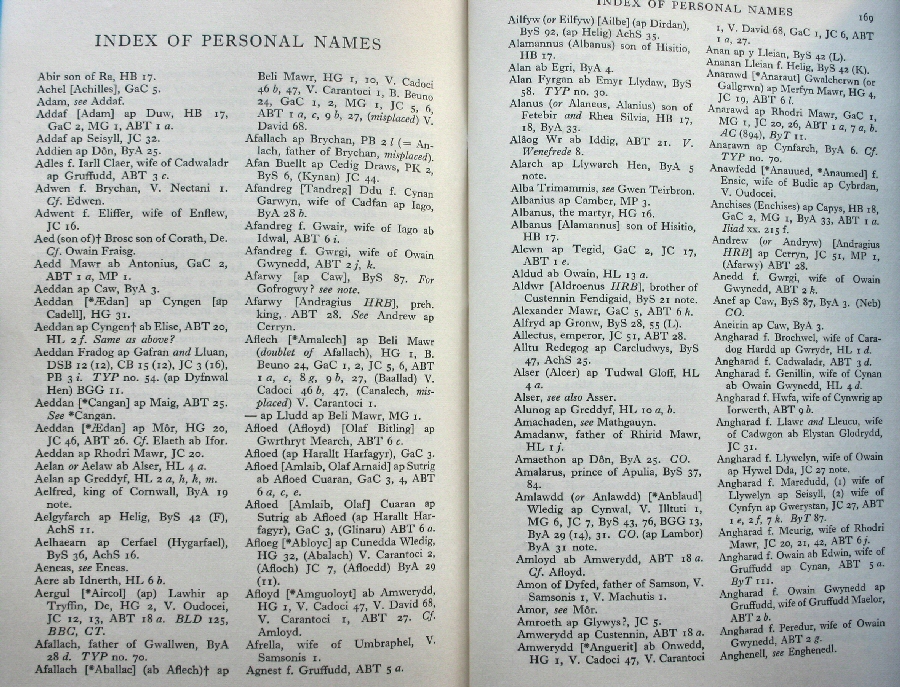 INDEX OF PERSONAL NAMES
Abir son of Ra, HB 17.
Achel [Achilles], GaC 5.
Adam, see Addaf.
Addaf [Adam] ap Duw, HB 17,
GaC 2, MG 1, ABT 1 a.
Addaf ap Seisyll, JC 32.
Addien ap Dôn, ByA 25.
Adles f. Iarll Claer, wife of Cadwaladr
ap Gruffudd, ABT 3 c.
Adwen f. Brychan, V. Nectani 1.
Cf. Edwen.
Adwent f. Eliffer, wife of Enflew,
JC 16.
Aed (son of)† Brosc son of Corath, De.
Cf. Owain Fraisg.
Aedd Mawr ab Antonius, GaC 2,
ABT 1 a, MP 1.
Aeddan ap Caw, ByA 3.
Aeddan [*Ædan] ap Cyngen [ap
Cadell], HG 31.
Aeddan ap Cyngen† ab Elise, ABT 20,
HL 2 f. Same as above?
Aeddan Fradog ap Gafran and Lluan,
DSB 12 (12), CB 15 (12), JC 3 (16),
PB 3 i. TYP no. 54. (ap Dyfnwal
Hen) BGG 11.
Aeddan [*Cangan] ap Maig, ABT 25.
See *Cangan.
Aeddan [*Ædan] ap Môr, HG 20,
JC 46, ABT 26. Cf. Elaeth ab Ifor.
Aeddan ap Rhodri Mawr, JC 20.
Aelan or Aelaw ab Alser, HL 4 a.
Aelan ap Greddyf, HL 2 a, h, k, m.
Aelfred, king of Cornwall, ByA 19
note.
Aelgyfarch ap Helig, ByS 42 (F),
AchS 11.
Aelhaearn ap Cerfael (Hygarfael),
ByS 36, AchS 16.
Aeneas, see Eneas.
Aere ab Idnerth, HL 6 b.
Aergul [*Aircol] (ap) Lawhir ap
Tryffin, De, HG 2, V. Oudocei,
JC 12, 13, ABT 18 a. BLD 125,
BBC, CT.
Afallach, father of Gwallwen, ByA
28 d. TYP no. 70.
Afallach [*Aballac] (ab Aflech)† ap
Beli Mawr, HG 1, 10, V. Cadoci
46 b, 47, V. Carantoci 1, B. Beuno
24, GaC 1, 2, MG 1, JC 5, 6,
ABT 1 a, c, 9 b, 27, (misplaced) V.
David 68.
Afallach ap Brychan, PB 2 l (= An-
lach, father of Brychan, misplaced).
Afan Buellt ap Cedig Draws, PK 2,
ByS 6, (Kynan) JC 44.
Afandreg [Tandreg] Ddu f. Cynan
Garwyn, wife of Cadfan ap Iago,
ByA 28 b.
Afandreg f. Gwair, wife of Iago ab
Idwal, ABT 6 i.
Afandreg f. Gwrgi, wife of Owain
Gwynedd, ABT 2 j, k.
Afarwy [ap Caw], ByS 87. For
Gofrogwy? see note.
Afarwy [Andragius HRB], preh.
king, ABT 28. See Andrew ap
Cerryn.
Aflech [*Amalech] ap Beli Mawr
(doublet of Afallach), HG 1, B.
Beuno 24, GaC 1, 2, JC 5, 6, ABT
1 a, c, 8 g, 9 b, 27, (Baallad) V.
Cadoci 46 b, 47, (Canalech, mis-
placed) V. Carantoci 1.
— ap Lludd ap Beli Mawr, MG 1.
Afloed (Afloyd) [Olaf Bitling] ap
Gwrthryt Mearch, ABT 6 c.
Afloed (ap Harallt Harfagyr), GaC 3.
Afloed [Amlaib, Olaf Arnaid] ap Sutrig
ab Afloed Cuaran, GaC 3, 4, ABT
6 a, c, e.
Afloed [Amlaib, Olaf] Cuaran ap
Sutrig ab Afloed (ap Harallt Har-
fagyr), GaC 3, (Glinaru) ABT 6 a.
Afloeg [*Abloyc] ap Cunedda Wledig,
HG 32, (Abalach) V. Carantoci 2,
(Afloch) JC 7, (Afloedd) ByA 29
(11).
Afloyd [*Amguoloyt] ab Amwerydd,
HG 1, V. Cadoci 47, V. David 68,
V. Carantoci 1, ABT 27. Cf.
Amloyd.
Afrella, wife of Umbraphel, V.
Samsonis 1.
Agnest f. Gruffudd, ABT 5 a.
INDEX OF PERSONAL NAMES
169
Ailfyw (or Eilfyw) [Ailbe] (ap Dirdan),
ByS 92, (ap Helig) AchS 35.
Alamannus (Albanus) son of Hisitio,
HB 17.
Alan ab Egri, ByA 4.
Alan Fyrgan ab Emyr Llydaw, ByS
58. TYP no. 30.
Alanus (or Alaneus, Alanius) son of
Fetebir and Rhea Silvia, HB 17,
18, ByA 33.
Alâog Wr ab Iddig, ABT 21. V.
Wenefrede 8.
Alarch ap Llywarch Hen, ByA 5
note.
Alba Trimammis, see Gwen Teirbron.
Albanius ap Camber, MP 3.
Albanus, the martyr, HG 16.
Albanus [Alamannus] son of Hisitio,
HB 17.
Alcwn ap Tegid, GaC 2, JC 17,
ABT 1 e.
Aldud ab Owain, HL 13 a.
Aldwr [Aldroenus HRB], brother of
Custennin Fendigaid, ByS 21 note.
Alexander Mawr, GaC 5, ABT 6 h.
Alfryd ap Gronw, ByS 28, 55 (L).
Allectus, emperor, JC 51, ABT 28.
Alltu Redegog ap Carcludwys, ByS
47, AchS 25.
Alser (Alcer) ap Tudwal Gloff, HL
4 a.
Alser, see also Asser.
Alunog ap Greddyf, HL 10 a, b.
Amachaden, see Mathgauyn.
Amadanw, father of Rhirid Mawr,
HL 1 j.
Amaethon ap Dôn, ByA 25. CO.
Amalarus, prince of Apulia, ByS 37,
84.
Amlawdd (or Anlawdd) [*Anblaud]
Wledig ap Cynwal, V. Illtuti 1,
MG 6, JC 7, ByS 43, 76, BGG 13,
ByA 29 (14), 31. CO. (ap Lambor)
ByA 31 note.
Amloyd ab Amwerydd, ABT 18 a.
Cf. Afloyd.
Amon of Dyfed, father of Samson, V.
Samsonis 1, V. Machutis 1.
Amor, see Môr.
Amroeth ap Glywys?, JC 5.
Amwerydd ap Custennin, ABT 18 a.
Amwerydd [*Anguerit] ab Onwedd,
HG 1, V. Cadoci 47, V. Carantoci
1, V. David 68, GaC 1, JC 6, ABT
1 a, 27.
Anan ap y Lleian, ByS 42 (L).
Ananan Lleian f. Helig, ByS 42 (K).
Anarawd [*Anaraut] Gwalchcrwn (or
Gallgrwn) ap Merfyn Mawr, HG 4,
JC 19, ABT 6 l.
Anarawd ap Rhodri Mawr, GaC 1,
MG 1, JC 20, 26, ABT 1 a, 7 a, b.
AC (894), ByT 11.
Anarawn ap Cynfarch, ByA 6. Cf.
TYP no. 70.
Anawfedd [*Anauued, *Anaumed] f.
Ensic, wife of Budic ap Cybrdan,
V. Oudocei.
Anchises (Enchises) ap Capys, HB 18,
GaC 2, MG 1, ByA 33, ABT 1 a.
Iliad xx. 215 f.
Andrew (or Andryw) [Andragius
HRB] ap Cerryn, JC 51, MP 1,
(Afarwy) ABT 28.
Anedd f. Gwrgi, wife of Owain
Gwynedd, ABT 2 k.
Anef ap Caw, ByS 87, ByA 3. (Neb)
CO.
Aneirin ap Caw, ByA 3.
Angharad f. Brochwel, wife of Cara-
dog Hardd ap Gwrydr, HL 1 d.
Angharad f. Cadwaladr, ABT 3 d.
Angharad f. Genillin, wife of Cynan
ab Owain Gwynedd, HL 4 d.
Angharad f. Hwfa, wife of Cynwrig ap
Iorwerth, ABT 9 b.
Angharad f. Llawr and Lleucu, wife
of Cadwgon ab Elystan Glodrydd,
JC 31.
Angharad f. Llywelyn, wife of Owain
ap Hywel Dda, JC 27 note.
Angharad f. Maredudd, (1) wife of
Llywelyn ap Seisyll, (2) wife of
Cynfyn ap Gwerystan, JC 27, ABT
1 e, 2 f, 7 k. ByT 87.
Angharad f. Meurig, wife of Rhodri
Mawr, JC 20, 21, 42, ABT 6 j.
Angharad f. Owain ab Edwin, wife of
Gruffudd ap Cynan, ABT 5 a.
ByT 111.
Angharad f. Owain Gwynedd ap
Gruffudd, wife of Gruffudd Maelor,
ABT 2 b.
Angharad f. Peredur, wife of Owain
Gwynedd, ABT 2 g.
Anghenell, see Enghenedl.